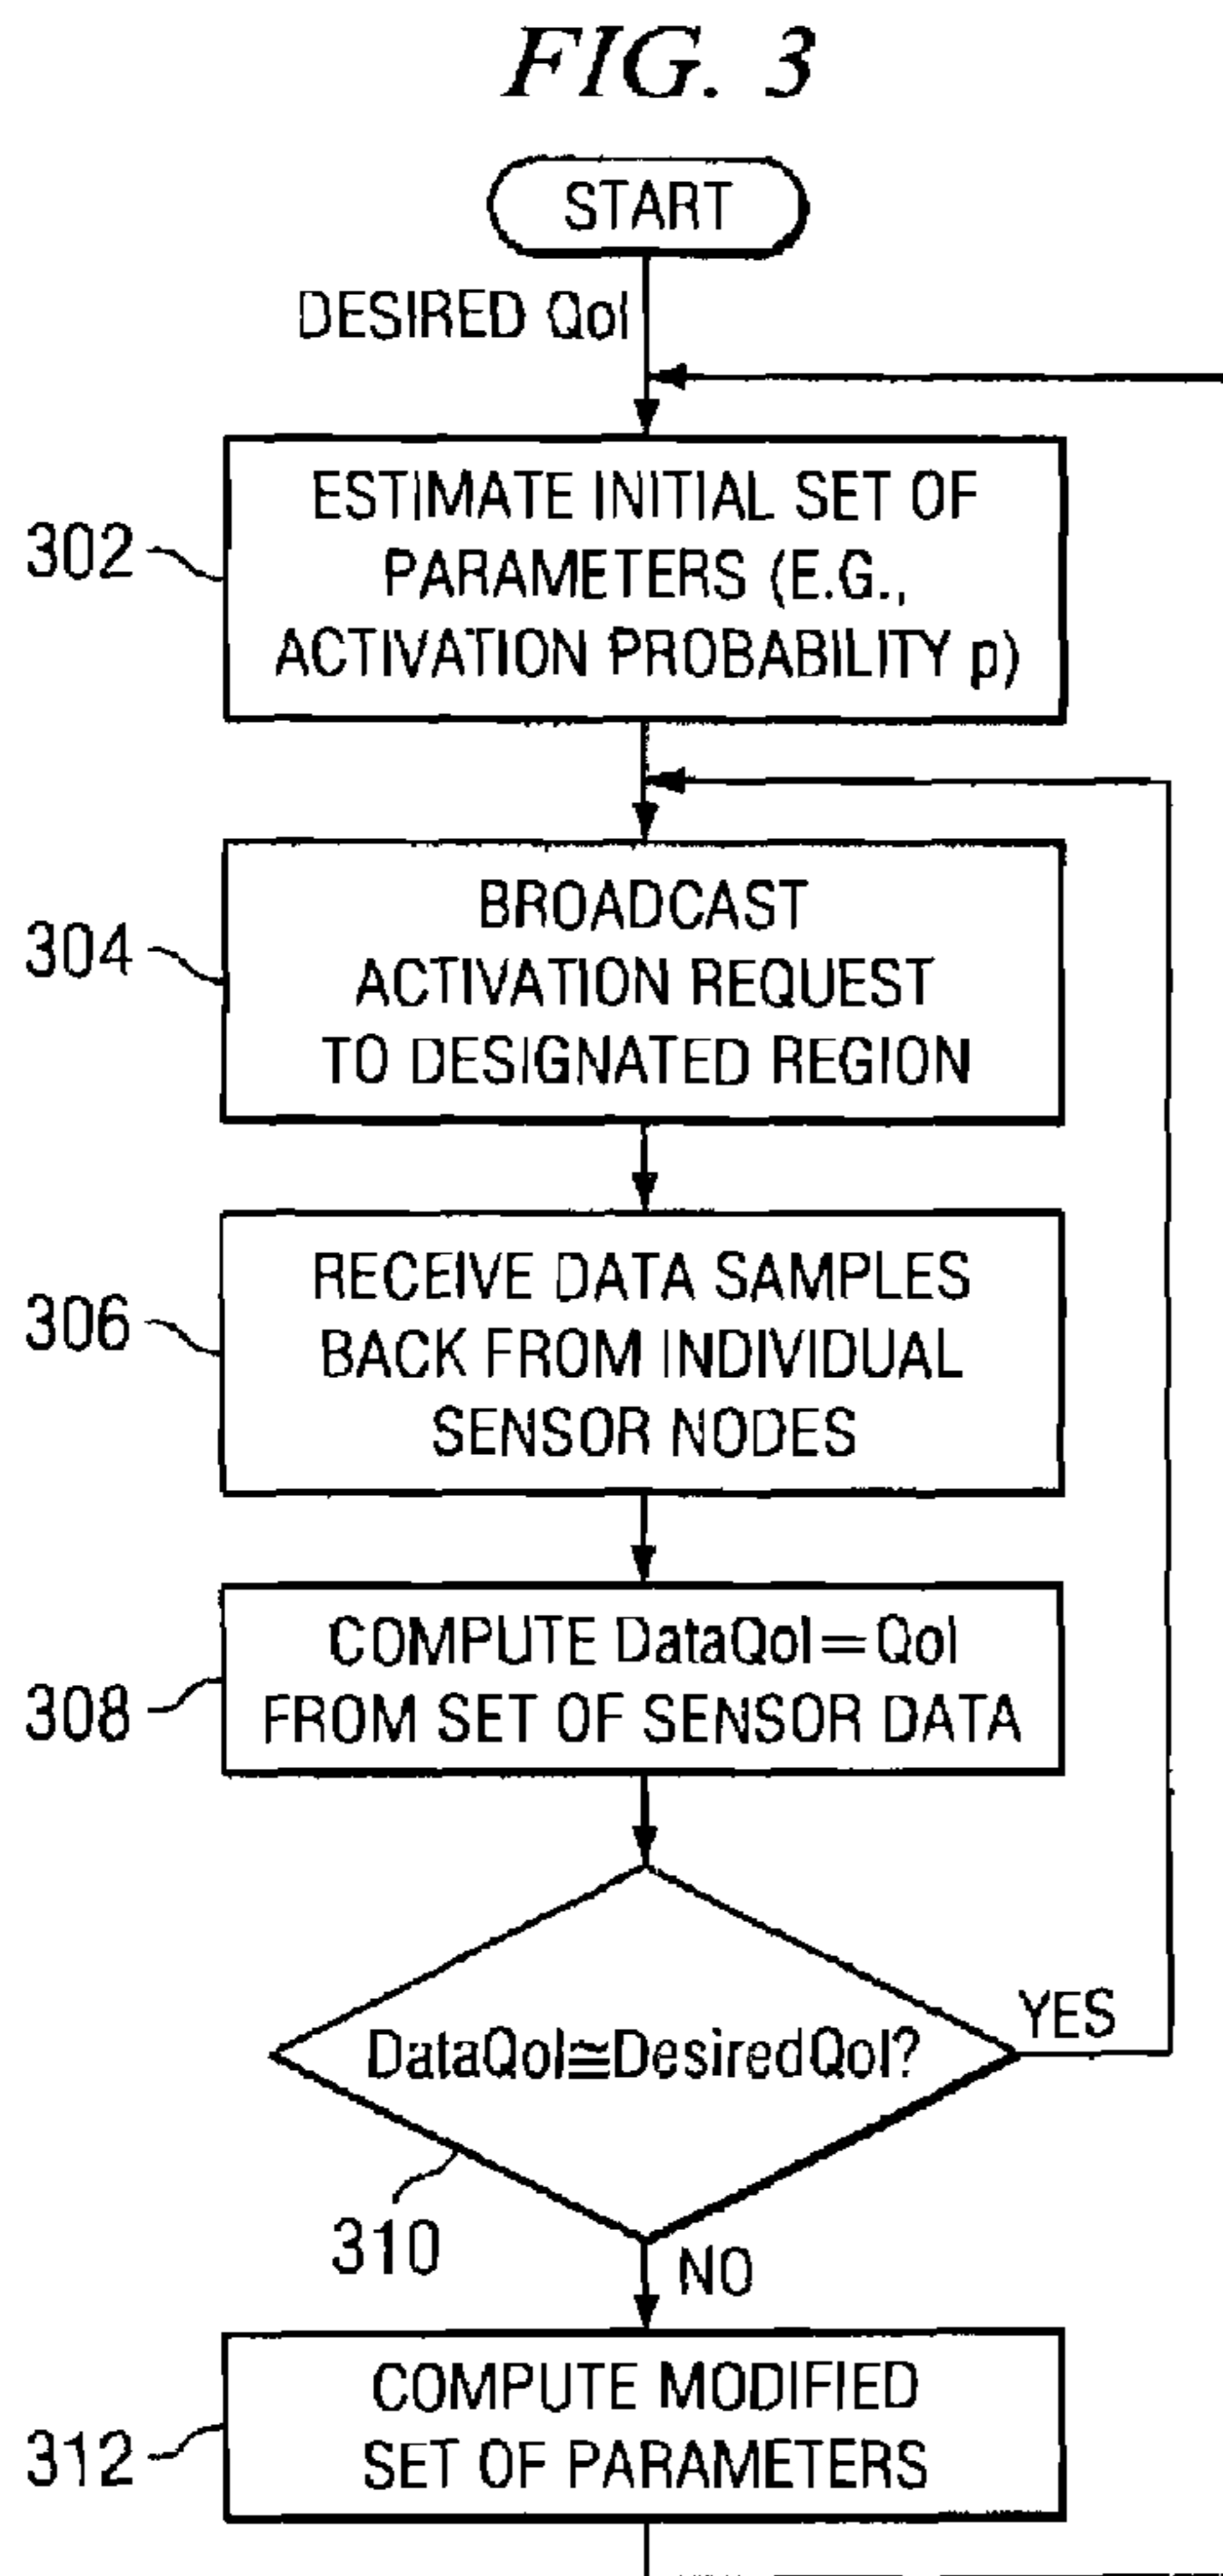 FIG. 3
START
DESIRED QoI
302
ESTIMATE INITIAL SET OF
PARAMETERS (E.G.,
ACTIVATION PROBABILITY p)
304
BROADCAST
ACTIVATION REQUEST
TO DESIGNATED REGION
306
RECEIVE DATA SAMPLES
BACK FROM INDIVIDUAL
SENSOR NODES
308
COMPUTE DataQoI=QoI
FROM SET OF SENSOR DATA
DataQoI≅DesiredQoI?
YES
310
NO
312
COMPUTE MODIFIED
SET OF PARAMETERS